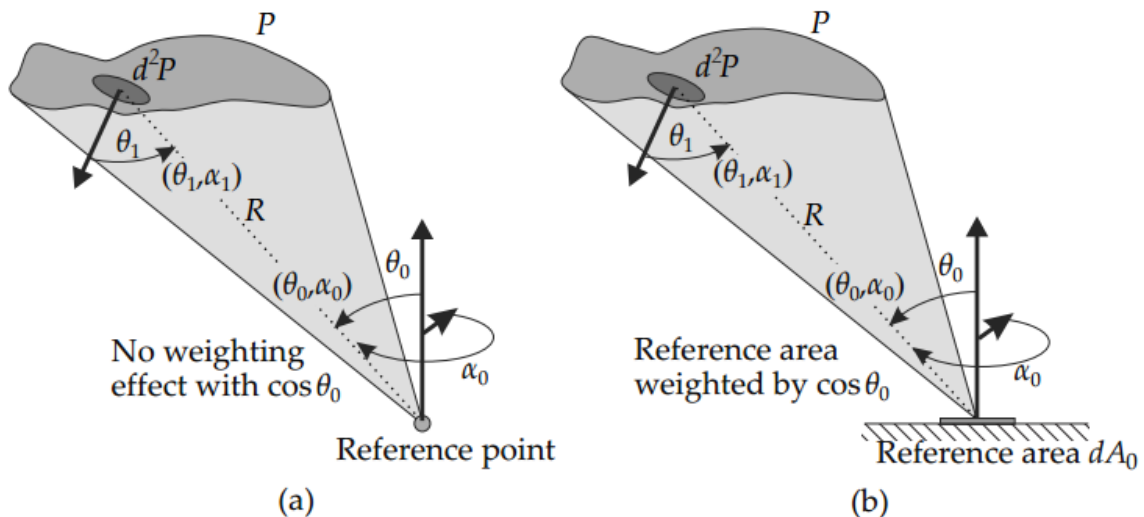 P
d²P
θ₁
(θ₁,α₁)
R
θ₀
(θ₀,α₀)
No weighting
effect with cos θ₀
α₀
Reference point
(a)
P
d²P
θ₁
(θ₁,α₁)
R
θ₀
(θ₀,α₀)
Reference area
weighted by cos θ₀
α₀
Reference area dA₀
(b)